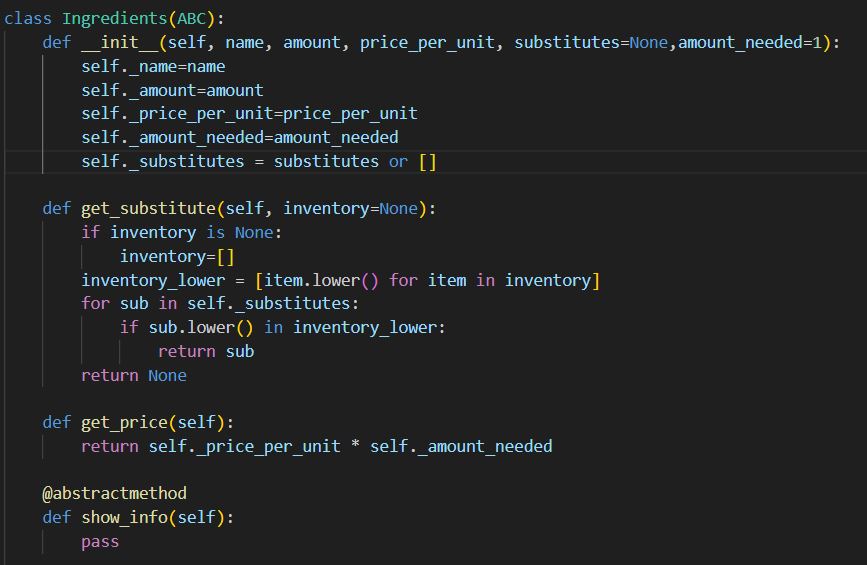 class Ingredients(ABC):
    def __init__(self, name, amount, price_per_unit, substitutes=None,amount_needed=1):
        self._name=name
        self._amount=amount
        self._price_per_unit=price_per_unit
        self._amount_needed=amount_needed
        self._substitutes = substitutes or []

    def get_substitute(self, inventory=None):
        if inventory is None:
            inventory=[]
        inventory_lower = [item.lower() for item in inventory]
        for sub in self._substitutes:
            if sub.lower() in inventory_lower:
                return sub
        return None

    def get_price(self):
        return self._price_per_unit * self._amount_needed

    @abstractmethod
    def show_info(self):
        pass